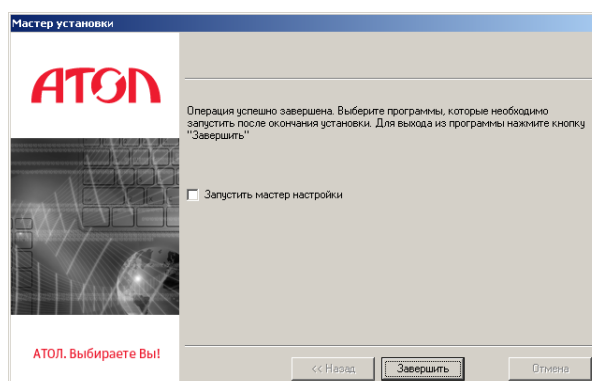 Мастер установки
АТОЛ
Операция успешно завершена. Выберите программы, которые необходимо
запустить после окончания установки. Для выхода из программы нажмите кнопку
"Завершить"
Запустить мастер настройки
АТОЛ. Выбираете Вы!
<< Назад Завершить Отмена